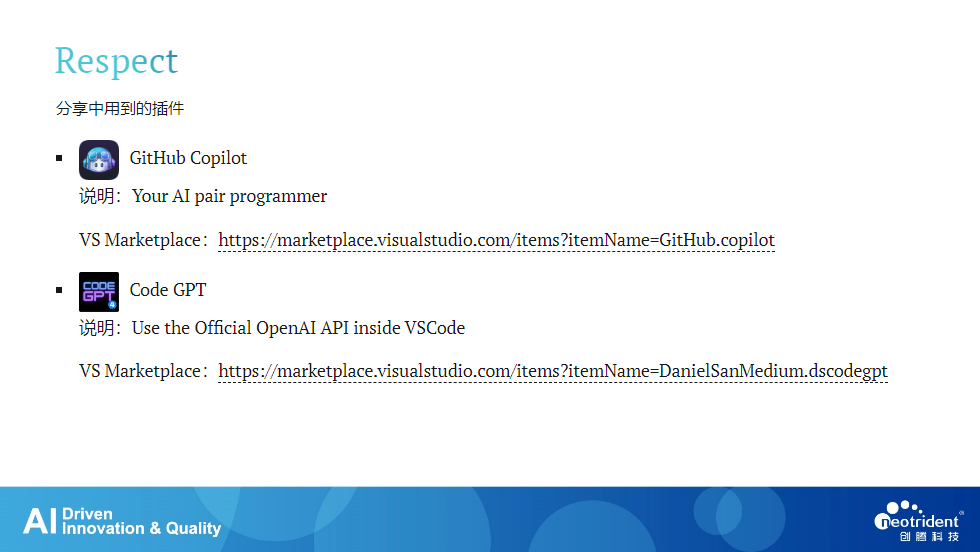 Respect
分享中用到的插件
GitHub Copilot
说明：Your AI pair programmer
VS Marketplace：https://marketplace.visualstudio.com/items?itemName=GitHub.copilot
CODE
GPT
4
Code GPT
说明：Use the Official OpenAI API inside VSCode
VS Marketplace：https://marketplace.visualstudio.com/items?itemName=DanielSanMedium.dscodegpt
AI Driven
Innovation & Quality
neotrident®
创腾科技